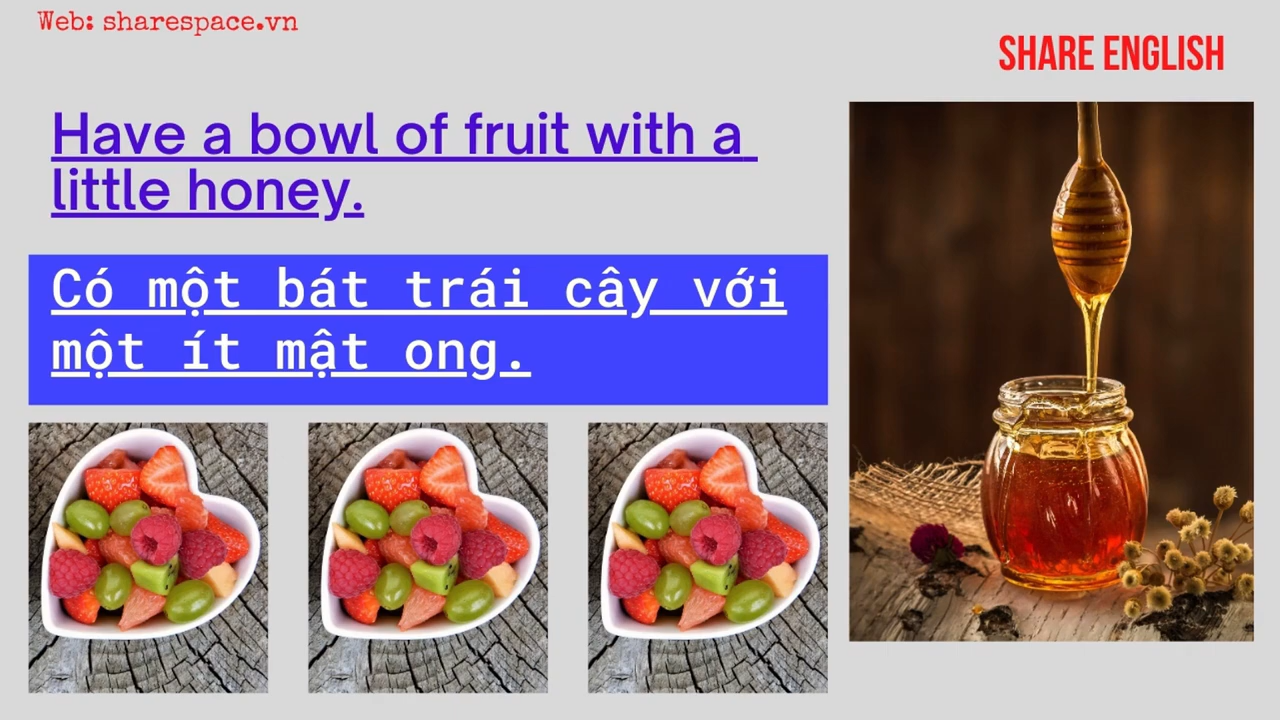 Web: sharespace.vn
SHARE ENGLISH
Have a bowl of fruit with a
little honey.
Có một bát trái cây với
một ít mật ong.